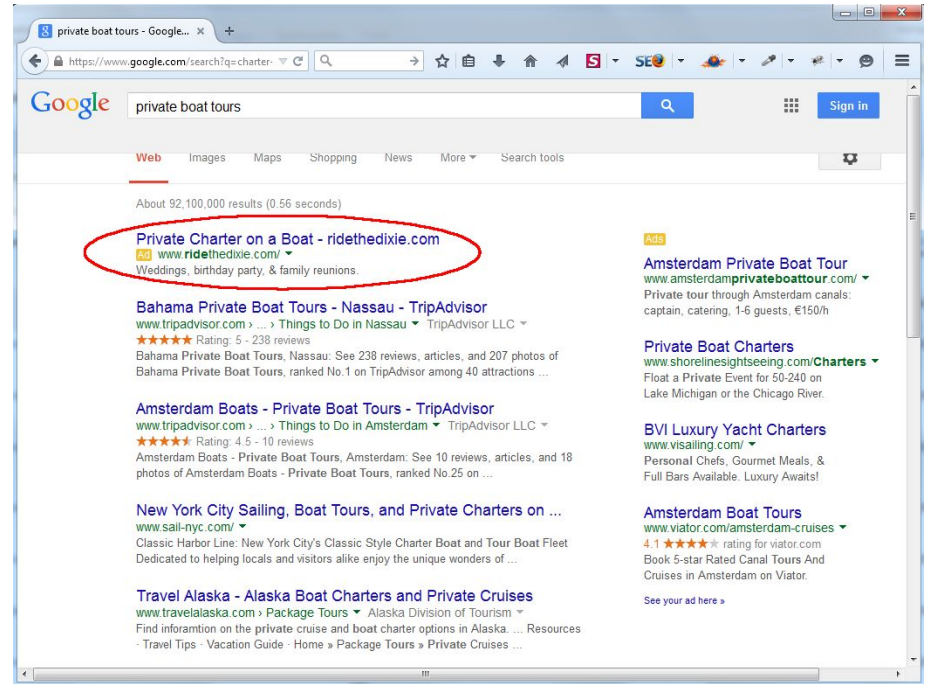 private boat tours - Google...
https://www.google.com/search?q=charter-
Google
private boat tours
Sign in
Web Images Maps Shopping News More Search tools
About 92,100,000 results (0.56 seconds)
Private Charter on a Boat - ridethedixie.com
Ad www.ridethedixie.com/
Weddings, birthday party, & family reunions.
Bahama Private Boat Tours - Nassau - TripAdvisor
www.tripadvisor.com › ... › Things to Do in Nassau TripAdvisor LLC
Rating: 5 - 238 reviews
Bahama Private Boat Tours, Nassau: See 238 reviews, articles, and 207 photos of
Bahama Private Boat Tours, ranked No.1 on TripAdvisor among 40 attractions ...
Amsterdam Boats - Private Boat Tours - TripAdvisor
www.tripadvisor.com › ... › Things to Do in Amsterdam TripAdvisor LLC
Rating: 4.5 - 10 reviews
Amsterdam Boats - Private Boat Tours, Amsterdam: See 10 reviews, articles, and 18
photos of Amsterdam Boats - Private Boat Tours, ranked No.25 on ...
New York City Sailing, Boat Tours, and Private Charters on ...
www.sail-nyc.com/
Classic Harbor Line: New York City's Classic Style Charter Boat and Tour Boat Fleet
Dedicated to helping locals and visitors alike enjoy the unique wonders of ...
Travel Alaska - Alaska Boat Charters and Private Cruises
www.travelalaska.com › Package Tours Alaska Division of Tourism
Find inforamtion on the private cruise and boat charter options in Alaska. ... Resources
· Travel Tips · Vacation Guide · Home » Package Tours » Private Cruises ...
Ads
Amsterdam Private Boat Tour
www.amsterdamprivateboattour.com/
Private tour through Amsterdam canals:
captain, catering, 1-6 guests, €150/h
Private Boat Charters
www.shorelinesightseeing.com/Charters
Float a Private Event for 50-240 on
Lake Michigan or the Chicago River.
BVI Luxury Yacht Charters
www.visailing.com/
Personal Chefs, Gourmet Meals, &
Full Bars Available. Luxury Awaits!
Amsterdam Boat Tours
www.viator.com/amsterdam-cruises
4.1 rating for viator.com
Book 5-star Rated Canal Tours And
Cruises in Amsterdam on Viator.
See your ad here »